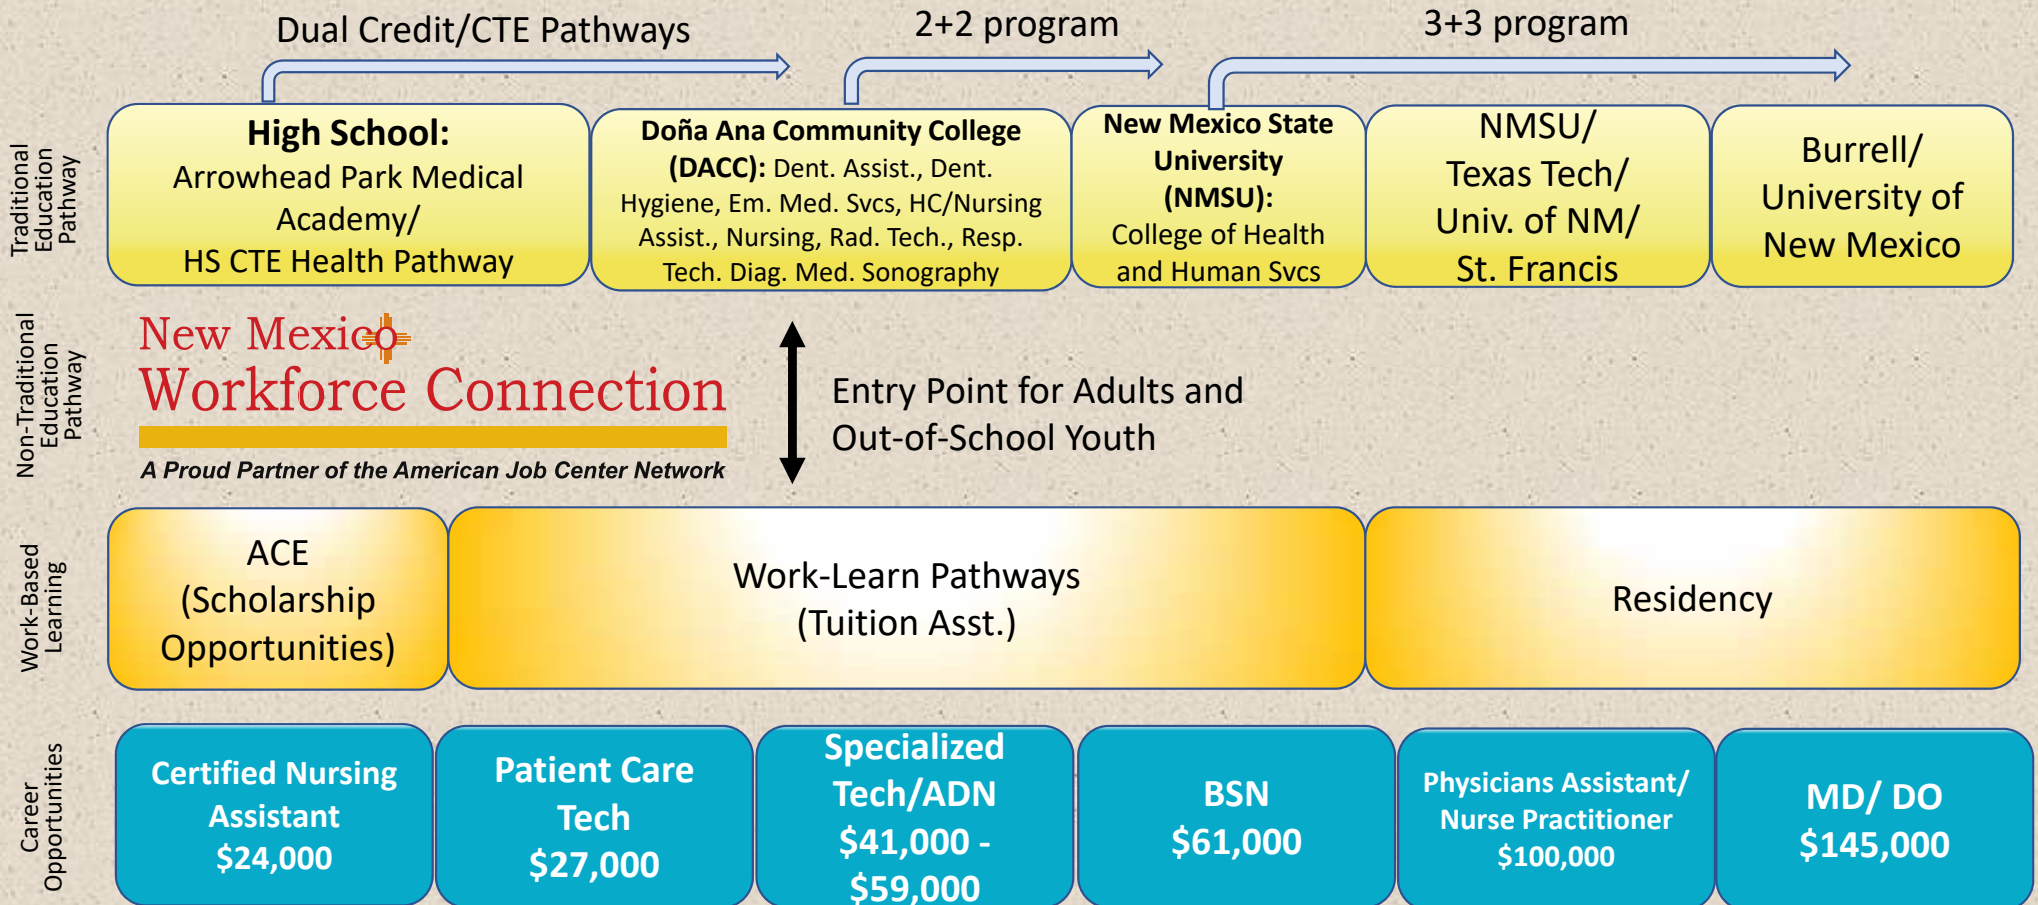 Dual Credit/CTE Pathways
2+2 program
3+3 program
Traditional
Education
Pathway
High School:
Arrowhead Park Medical
Academy/
HS CTE Health Pathway
Doña Ana Community College
(DACC): Dent. Assist., Dent.
Hygiene, Em. Med. Svcs, HC/Nursing
Assist., Nursing, Rad. Tech., Resp.
Tech. Diag. Med. Sonography
New Mexico State
University
(NMSU):
College of Health
and Human Svcs
NMSU/
Texas Tech/
Univ. of NM/
St. Francis
Burrell/
University of
New Mexico
Non-Traditional
Education
Pathway
New Mexico
Workforce Connection
A Proud Partner of the American Job Center Network
Entry Point for Adults and
Out-of-School Youth
Work-Based
Learning
ACE
(Scholarship
Opportunities)
Work-Learn Pathways
(Tuition Asst.)
Residency
Career
Opportunities
Certified Nursing
Assistant
$24,000
Patient Care
Tech
$27,000
Specialized
Tech/ADN
$41,000 -
$59,000
BSN
$61,000
Physicians Assistant/
Nurse Practitioner
$100,000
MD/ DO
$145,000